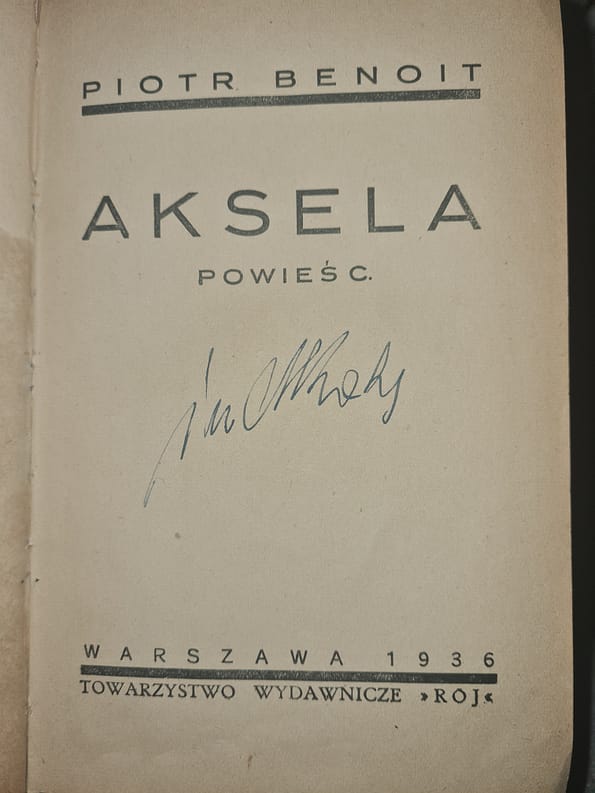 PIOTR BENOIT
AKSELA
POWIEŚĆ.
WARSZAWA 1936
TOWARZYSTWO WYDAWNICZE »RÓJ«